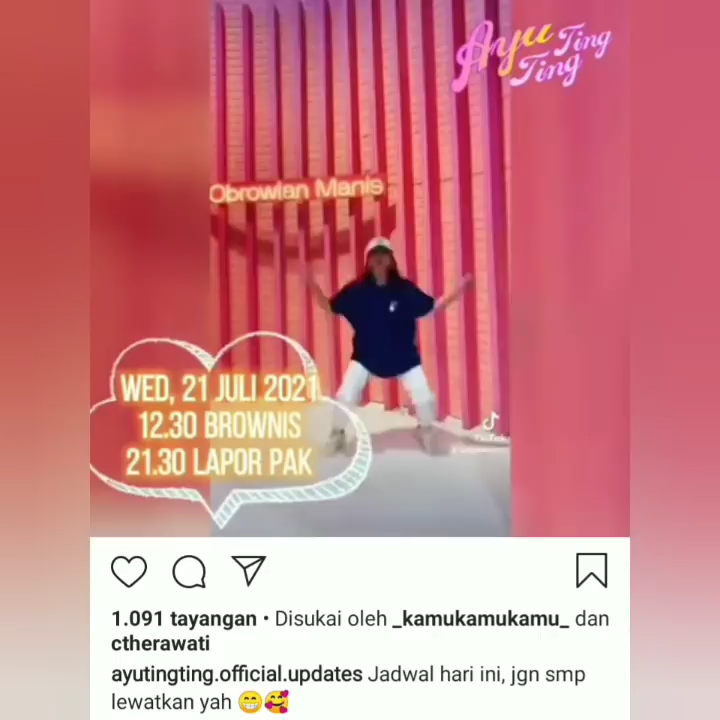 Ayu Ting
Ting
Obrowlan Manis
WED, 21 JULI 2021
12.30 BROWNIS
21.30 LAPOR PAK
TikTok
1.091 tayangan • Disukai oleh _kamukamukamu_ dan
ctherawati
ayutingting.official.updates Jadwal hari ini, jgn smp
lewatkan yah 😁🥰